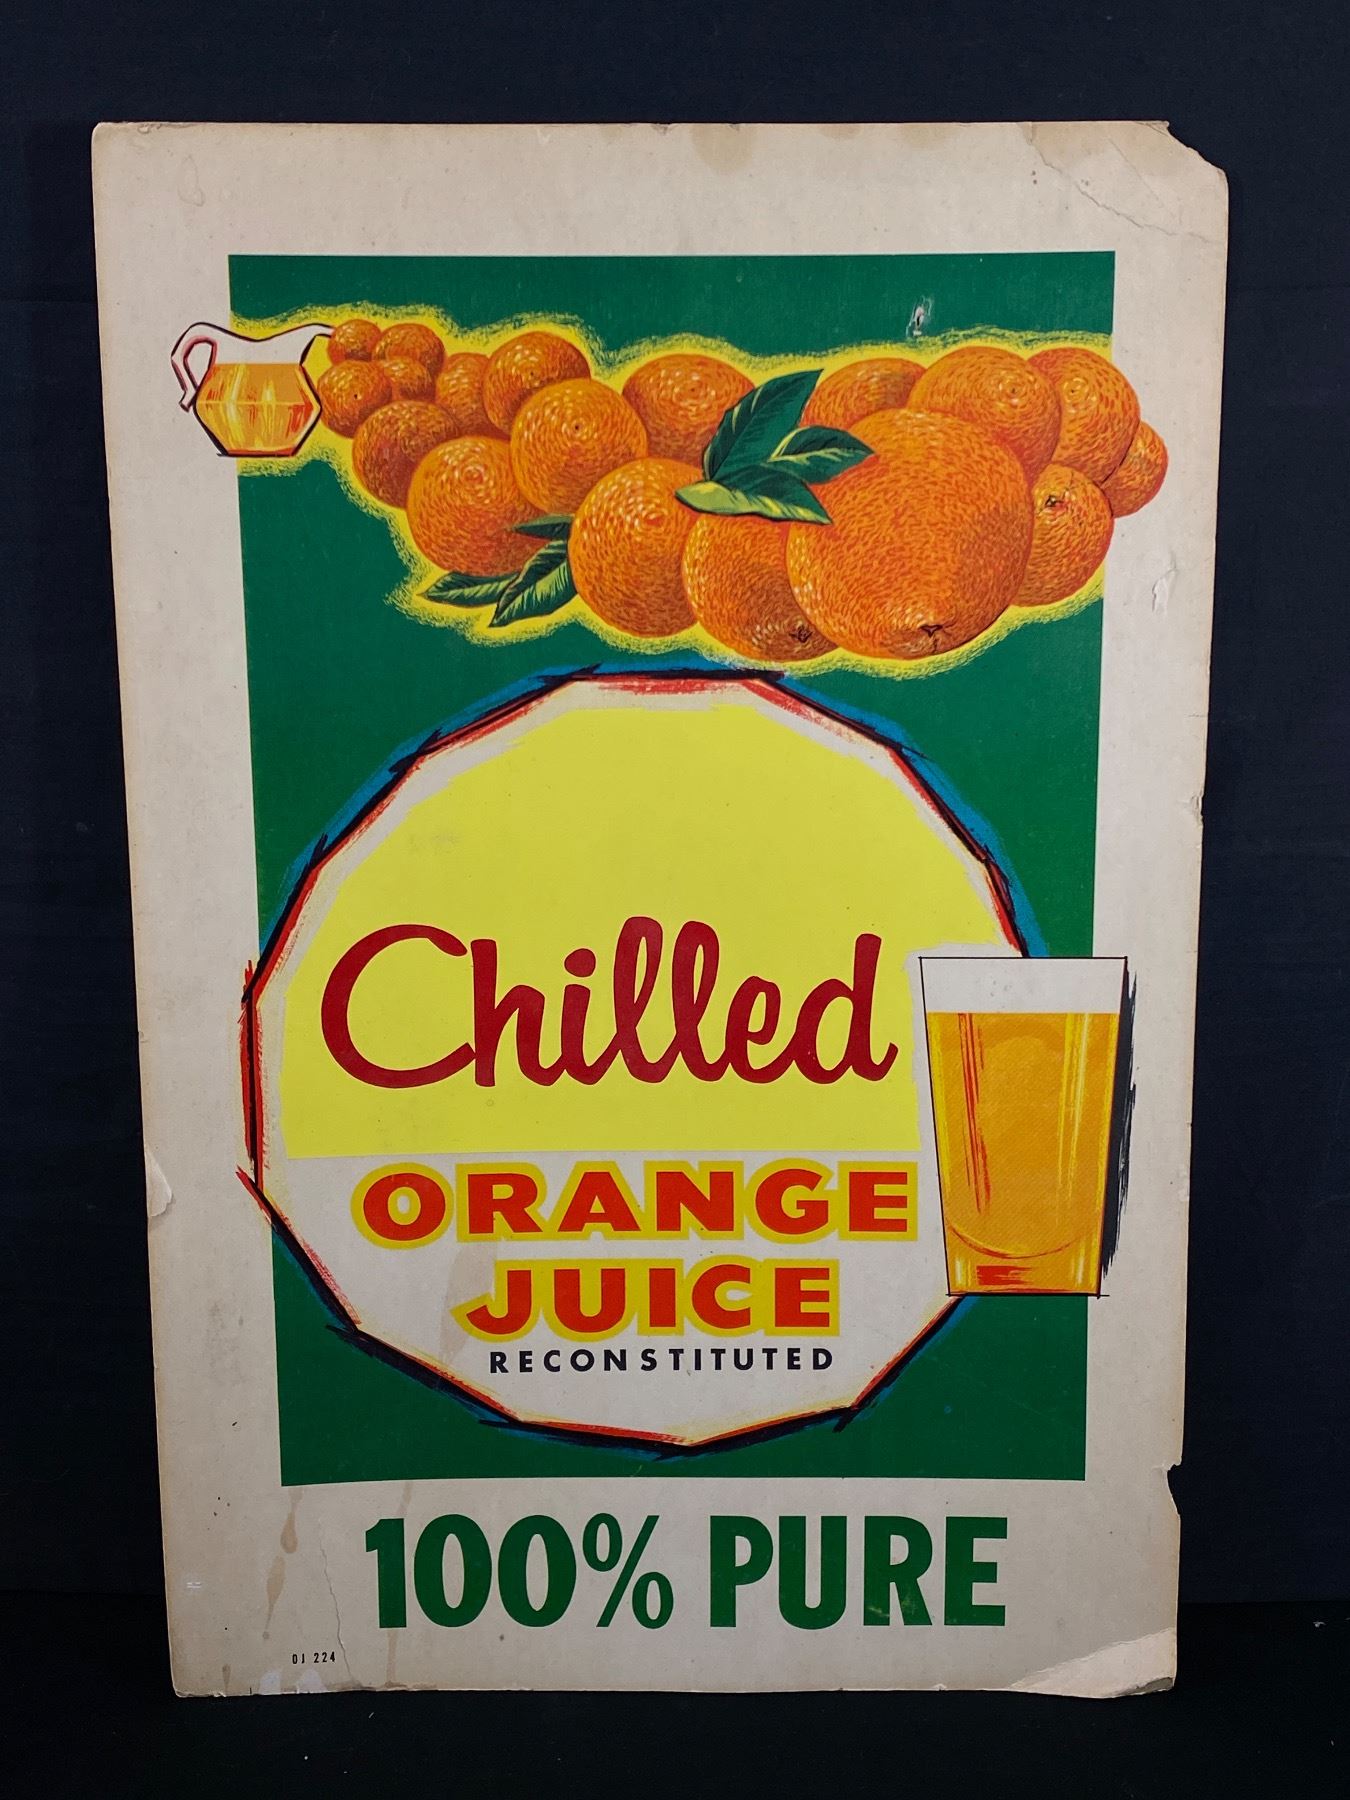 Chilled
ORANGE
JUICE
RECONSTITUTED
100% PURE
OJ 224